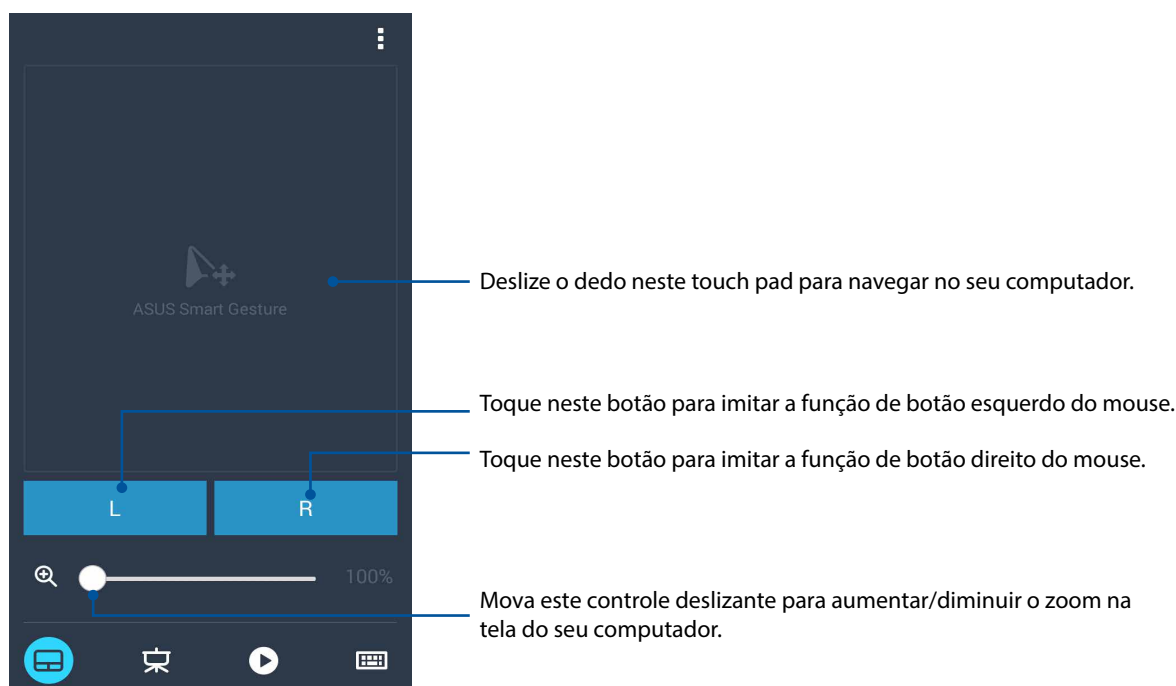 ASUS Smart Gesture
Deslize o dedo neste touch pad para navegar no seu computador.
Toque neste botão para imitar a função de botão esquerdo do mouse.
Toque neste botão para imitar a função de botão direito do mouse.
L
R
100%
Mova este controle deslizante para aumentar/diminuir o zoom na
tela do seu computador.